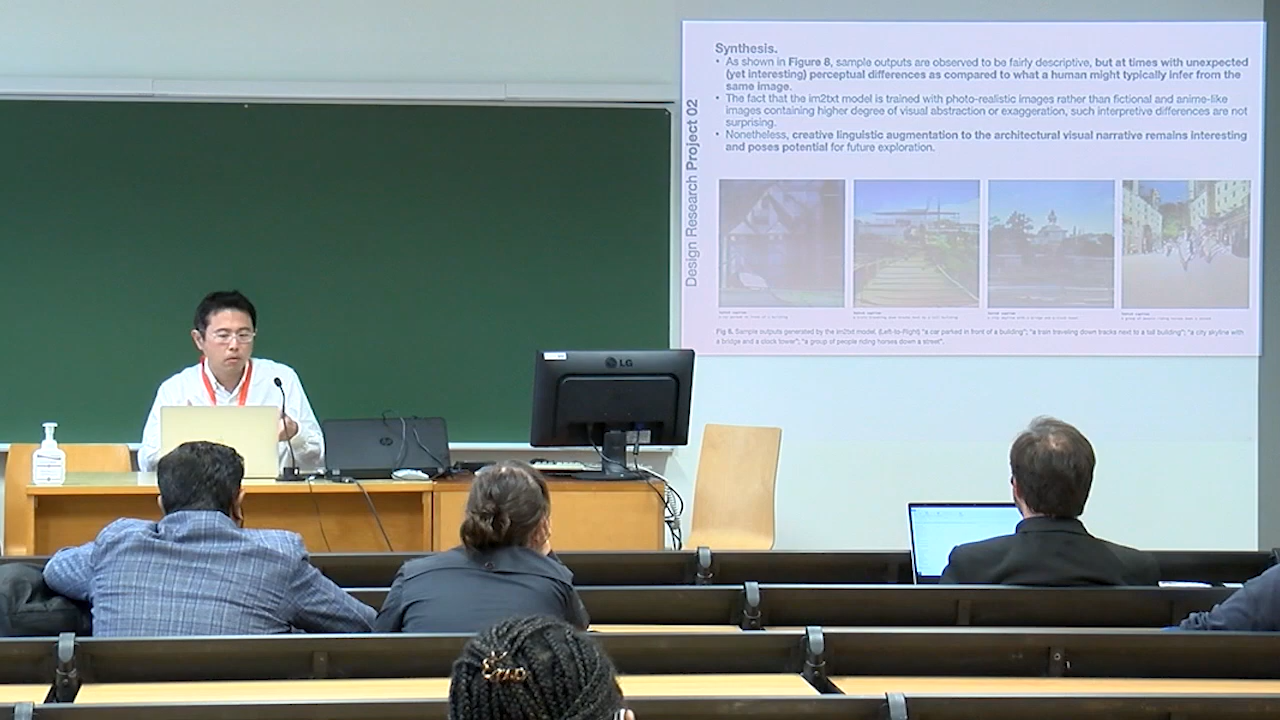 Synthesis.
• As shown in Figure 8, sample outputs are observed to be fairly descriptive, but at times with unexpected
(yet interesting) perceptual differences as compared to what a human might typically infer from the
same image.
• The fact that the im2txt model is trained with photo-realistic images rather than fictional and anime-like
images containing higher degree of visual abstraction or exaggeration, such interpretive differences are not
surprising.
• Nonetheless, creative linguistic augmentation to the architectural visual narrative remains interesting
and poses potential for future exploration.
Design Research Project 02
Fig 8. Sample outputs generated by the im2txt model. (Left-to-Right) "a car parked in front of a building"; "a train traveling down tracks next to a tall building"; "a city skyline with
a bridge and a clock tower"; "a group of people riding horses down a street".
LG
hp